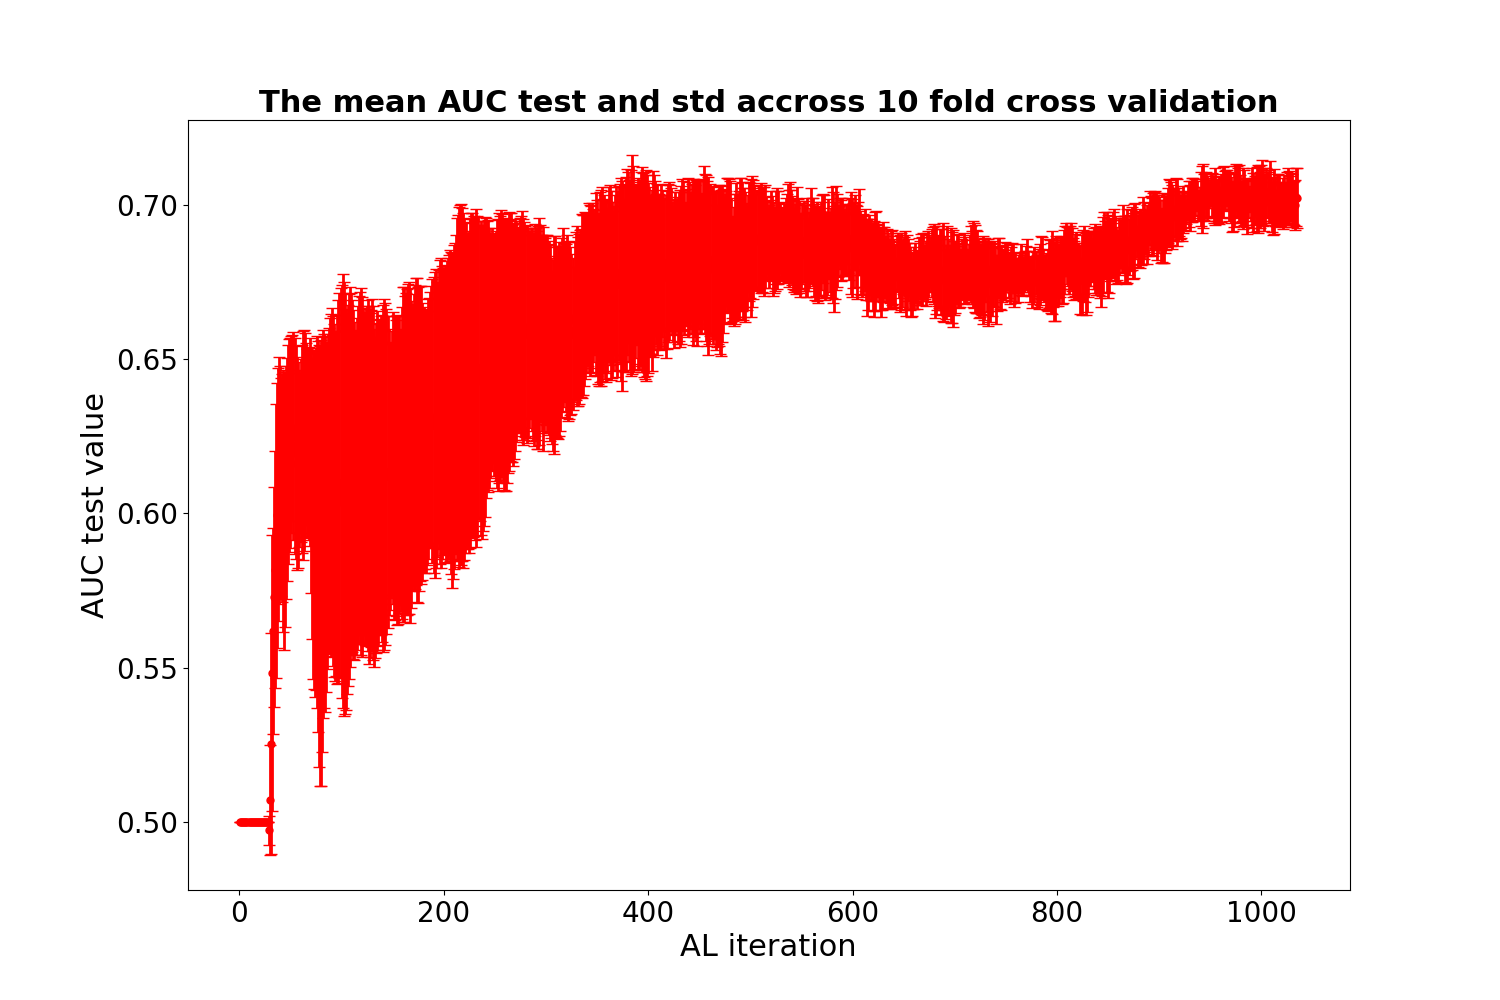 The mean AUC test and std accross 10 fold cross validation
0.70
0.65
0.60
0.55
0.50
AUC test value
0 200 400 600 800 1000
AL iteration